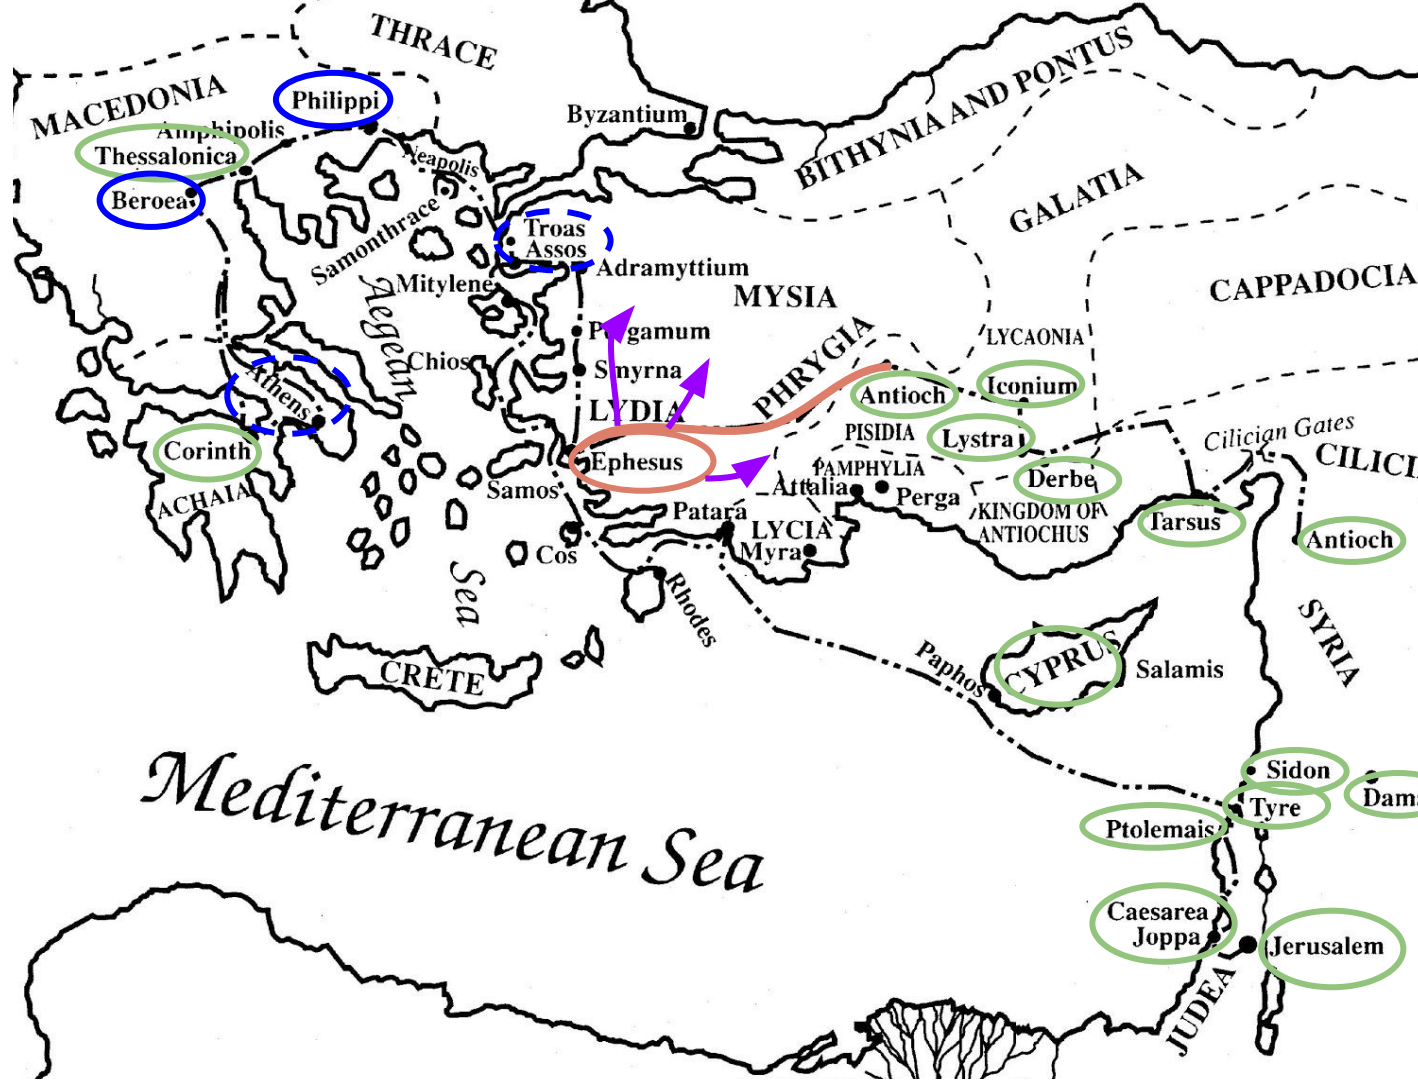 THRACE
MACEDONIA
Philippi
Byzantium
BITHYNIA AND PONTUS
Amphipolis
Thessalonica
Neapolis
Beroea
GALATIA
Samonthrace
Troas
Assos
Adramyttium
CAPPADOCIA
Mitylene
MYSIA
Aegean
Pergamum
LYCAONIA
Chios
Smyrna
PHRYGIA
Athens
Antioch
Iconium
LYDIA
PISIDIA
Lystra
Cilician Gates
Corinth
Ephesus
PAMPHYLIA
CILICI
Samos
Attalia
Perga
Derbe
ACHAIA
Patara
LYCIA
KINGDOM OF
ANTIOCHUS
Tarsus
Antioch
Cos
Myra
Sea
Rhodes
SYRIA
CRETE
Paphos
CYPRUS
Salamis
Mediterranean Sea
Sidon
Tyre
Dam
Ptolemais
Caesarea
Joppa
Jerusalem
JUDEA